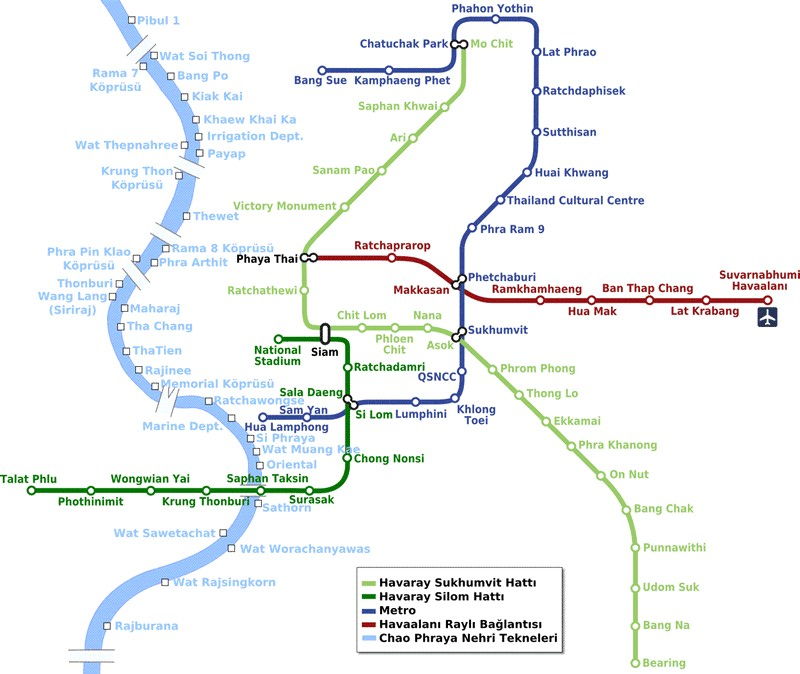 Phahon Yothin
Pibul 1
Chatuchak Park
Mo Chit
Wat Soi Thong
Lat Phrao
Rama 7
Köprüsü
Bang Po
Bang Sue
Kamphaeng Phet
Kiak Kai
Ratchdaphisek
Saphan Khwai
Khaew Khai Ka
Irrigation Dept.
Sutthisan
Ari
Wat Thepnahree
Payap
Krung Thon
Köprüsü
Sanam Pao
Huai Khwang
Thailand Cultural Centre
Victory Monument
Thewet
Phra Ram 9
Rama 8 Köprüsü
Ratchaprarop
Phra Pin Klao
Köprüsü
Phaya Thai
Phra Arthit
Suvarnabhumi
Havaalanı
Phetchaburi
Thonburi
Makkasan
Ramkhamhaeng
Ban Thap Chang
Wang Lang
(Siriraj)
Ratchathewi
Maharaj
Hua Mak
Lat Krabang
Chit Lom
Nana
Tha Chang
Sukhumvit
Phloen
Chit
Asok
National
Stadium
Siam
ThaTien
Ratchadamri
Rajinee
Phrom Phong
QSNCC
Memorial Köprüsü
Sala Daeng
Thong Lo
Ratchawongse
Sam Yan
Si Lom
Lumphini
Khlong
Toei
Marine Dept.
Hua Lamphong
Ekkamai
Si Phraya
Phra Khanong
Wat Muang Kae
Chong Nonsi
Oriental
On Nut
Talat Phlu
Wongwian Yai
Saphan Taksin
Phothinimit
Krung Thonburi
Surasak
Sathorn
Bang Chak
Wat Sawetachat
Wat Worachanyawas
Punnawithi
Wat Rajsingkorn
Udom Suk
Havaray Sukhumvit Hattı
Havaray Silom Hattı
Metro
Havaalanı Raylı Bağlantısı
Chao Phraya Nehri Tekneleri
Rajburana
Bang Na
Bearing